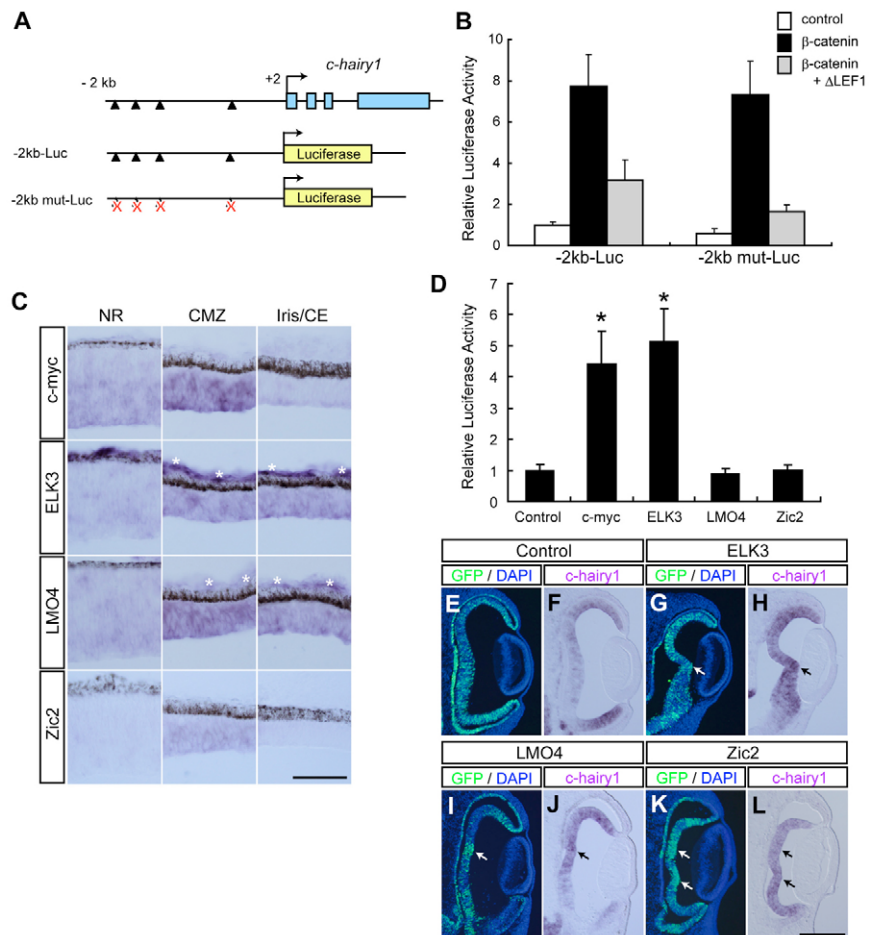 A
c-hairy1
- 2 kb
+2
-2kb-Luc
Luciferase
-2kb mut-Luc
Luciferase
X X X X
B
control
β-catenin
β-catenin
+ ΔLEF1
Relative Luciferase Activity
10
8
6
4
2
0
-2kb-Luc
-2kb mut-Luc
C
NR
CMZ
Iris/CE
c-myc
ELK3
* * * *
LMO4
* * * *
Zic2
D
Relative Luciferase Activity
7
6
5
4
3
2
1
0
* *
Control
c-myc
ELK3
LMO4
Zic2
Control
ELK3
GFP / DAPI
c-hairy1
GFP / DAPI
c-hairy1
E
F
G
H
LMO4
Zic2
GFP / DAPI
c-hairy1
GFP / DAPI
c-hairy1
I
J
K
L